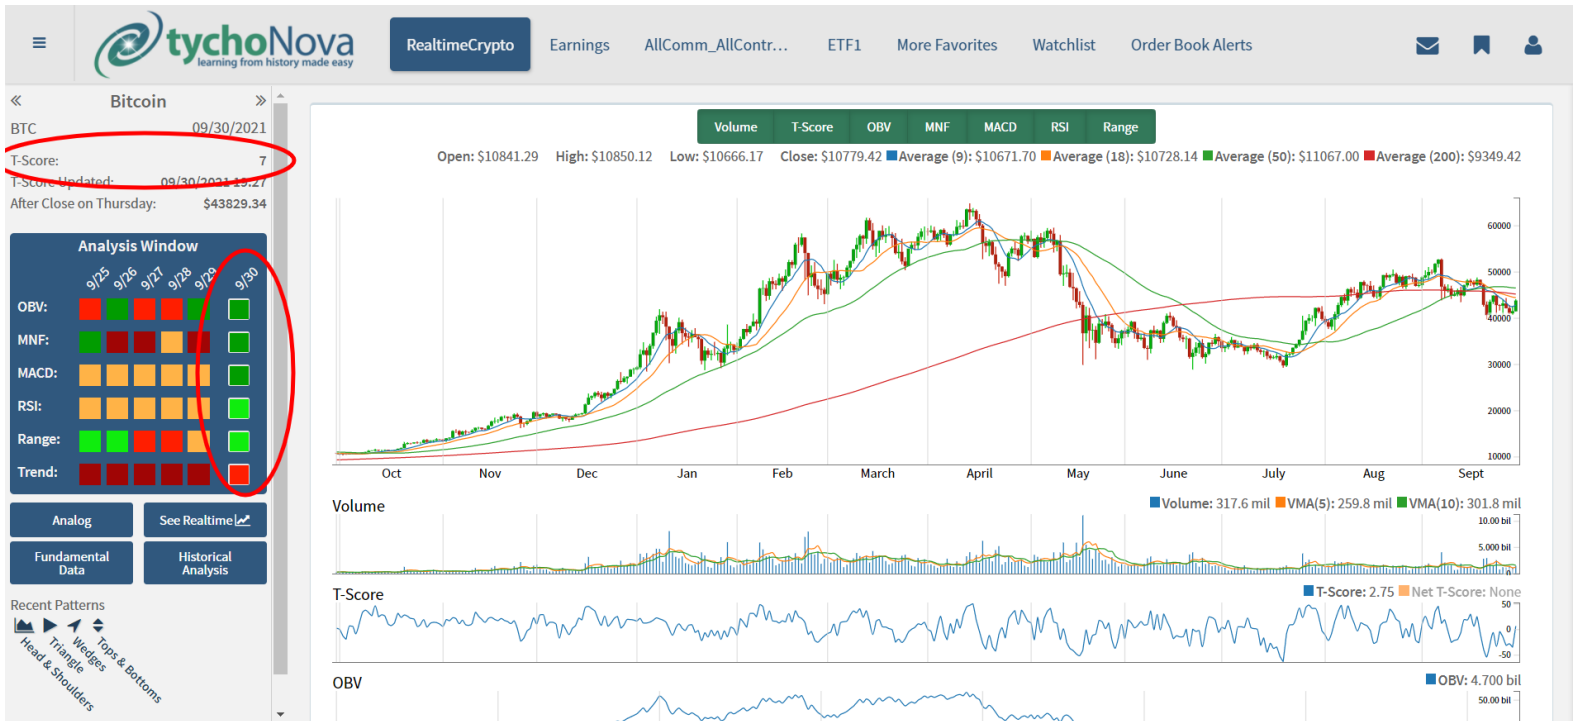 tychoNova
learning from history made easy
RealtimeCrypto Earnings AllComm_AllContr... ETF1 More Favorites Watchlist Order Book Alerts
« Bitcoin »
BTC 09/30/2021
T-Score: 7
T-Score Updated: 09/30/2021 19:27
After Close on Thursday: $43829.34
Analysis Window
9/25 9/26 9/27 9/28 9/29 9/30
OBV:
MNF:
MACD:
RSI:
Range:
Trend:
Analog See Realtime
Fundamental Data Historical Analysis
Recent Patterns
Head & Shoulders
Triangle
Wedges
Tops & Bottoms
Volume T-Score OBV MNF MACD RSI Range
Open: $10841.29 High: $10850.12 Low: $10666.17 Close: $10779.42 Average (9): $10671.70 Average (18): $10728.14 Average (50): $11067.00 Average (200): $9349.42
60000
50000
40000
30000
20000
10000
Oct Nov Dec Jan Feb March April May June July Aug Sept
Volume Volume: 317.6 mil VMA(5): 259.8 mil VMA(10): 301.8 mil
10.00 bil
5.000 bil
0
T-Score T-Score: 2.75 Net T-Score: None
50
0
-50
OBV OBV: 4.700 bil
50.00 bil